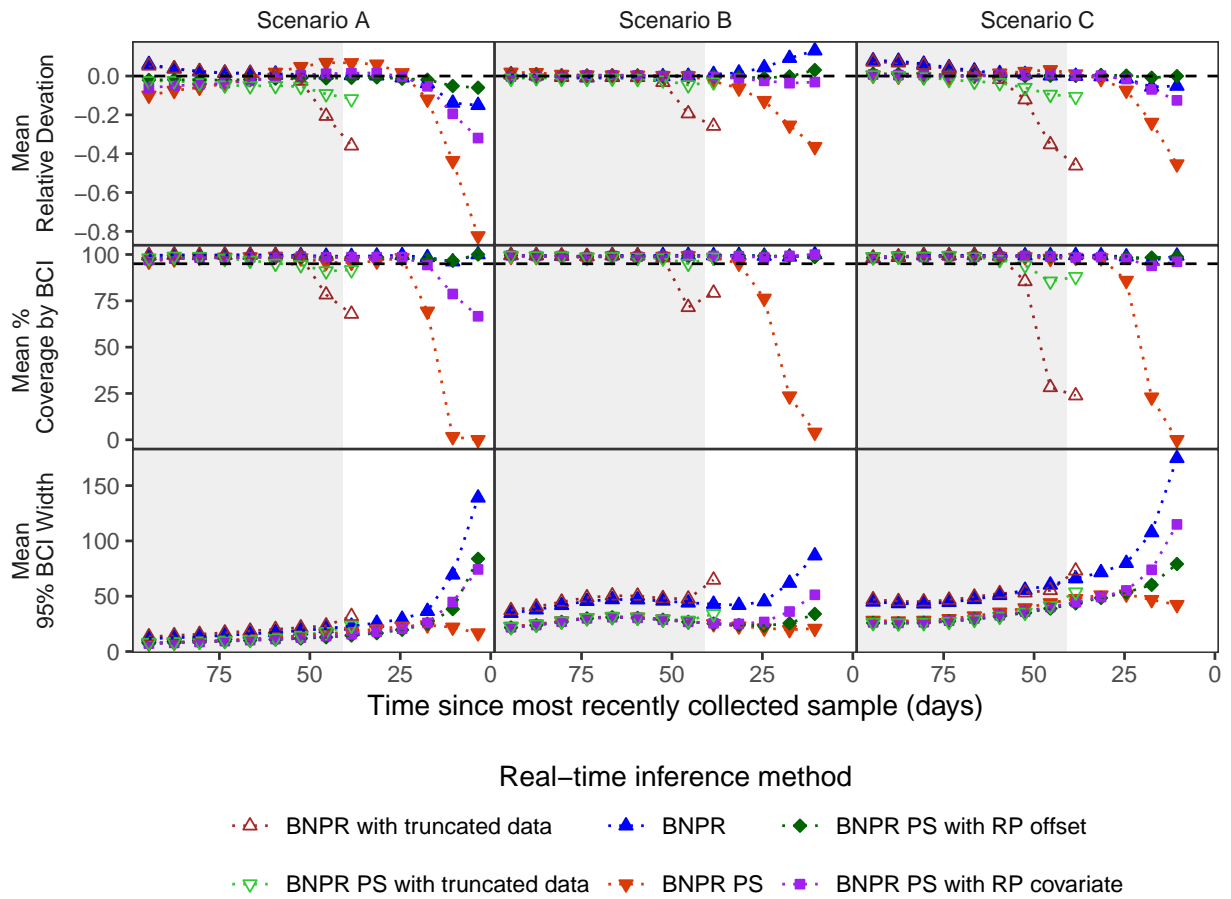 Scenario A
Scenario B
Scenario C
Mean
Relative Devation
0.0
−0.2
−0.4
−0.6
−0.8
Mean %
Coverage by BCI
100
75
50
25
0
Mean
95% BCI Width
150
100
50
0
75
50
25
0
75
50
25
0
75
50
25
0
Time since most recently collected sample (days)
Real−time inference method
BNPR with truncated data
BNPR
BNPR PS with RP offset
BNPR PS with truncated data
BNPR PS
BNPR PS with RP covariate